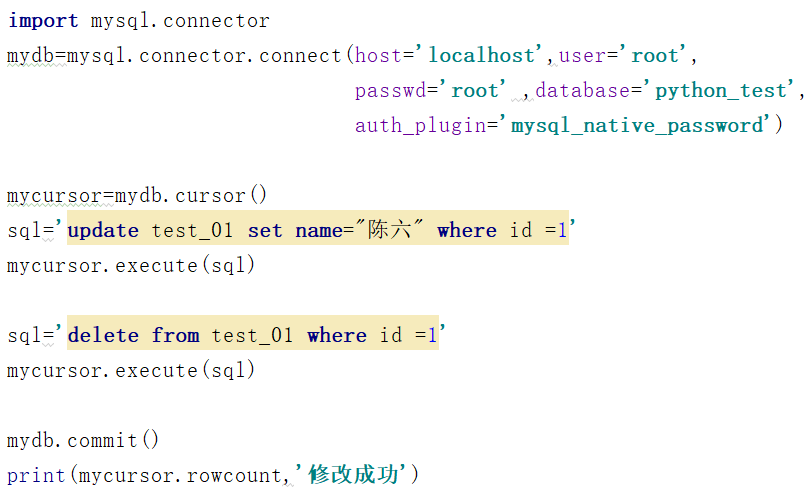 import mysql.connector
mydb=mysql.connector.connect(host='localhost',user='root',
passwd='root' ,database='python_test',
auth_plugin='mysql_native_password')
mycursor=mydb.cursor()
sql='update test_01 set name="陈六" where id =1'
mycursor.execute(sql)
sql='delete from test_01 where id =1'
mycursor.execute(sql)
mydb.commit()
print(mycursor.rowcount,'修改成功')